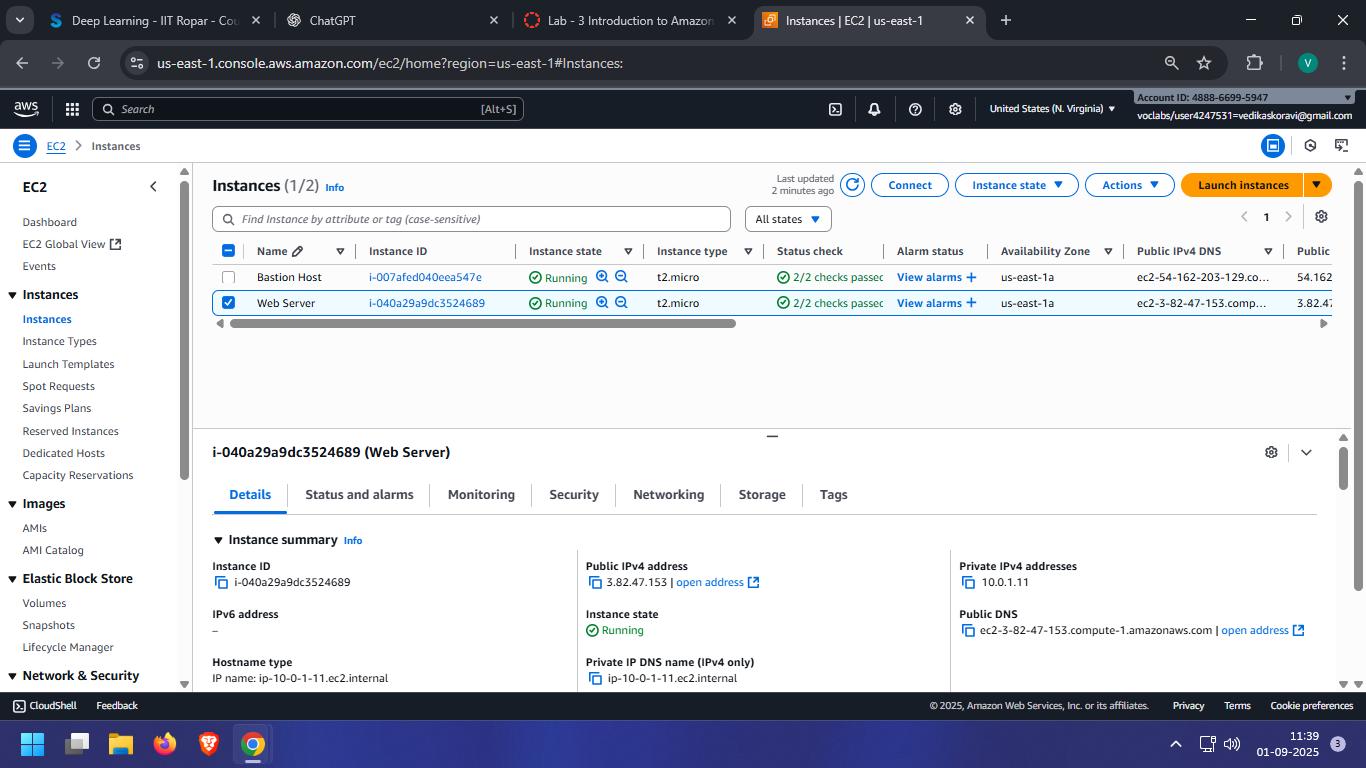 Deep Learning - IIT Ropar - Cou
ChatGPT
Lab - 3 Introduction to Amazon
Instances | EC2 | us-east-1
us-east-1.console.aws.amazon.com/ec2/home?region=us-east-1#Instances:
V
aws
Search
[Alt+S]
United States (N. Virginia)
Account ID: 4888-6699-5947
voclabs/user4247531=vedikaskoravi@gmail.com
EC2
Instances
EC2
Dashboard
EC2 Global View
Events
Instances
Instances
Instance Types
Launch Templates
Spot Requests
Savings Plans
Reserved Instances
Dedicated Hosts
Capacity Reservations
Images
AMIs
AMI Catalog
Elastic Block Store
Volumes
Snapshots
Lifecycle Manager
Network & Security
Instances (1/2) Info
Last updated
2 minutes ago
Connect
Instance state
Actions
Launch instances
Find Instance by attribute or tag (case-sensitive)
All states
1
Name Instance ID Instance state Instance type Status check Alarm status Availability Zone Public IPv4 DNS Public
Bastion Host i-007afed040eea547e Running t2.micro 2/2 checks passed View alarms + us-east-1a ec2-54-162-203-129.co... 54.162
Web Server i-040a29a9dc3524689 Running t2.micro 2/2 checks passed View alarms + us-east-1a ec2-3-82-47-153.comp... 3.82.47
i-040a29a9dc3524689 (Web Server)
Details
Status and alarms
Monitoring
Security
Networking
Storage
Tags
Instance summary Info
Instance ID
i-040a29a9dc3524689
IPv6 address
–
Hostname type
IP name: ip-10-0-1-11.ec2.internal
Public IPv4 address
3.82.47.153 | open address
Instance state
Running
Private IP DNS name (IPv4 only)
ip-10-0-1-11.ec2.internal
Private IPv4 addresses
10.0.1.11
Public DNS
ec2-3-82-47-153.compute-1.amazonaws.com | open address
CloudShell
Feedback
© 2025, Amazon Web Services, Inc. or its affiliates.
Privacy
Terms
Cookie preferences
11:39
01-09-2025
3